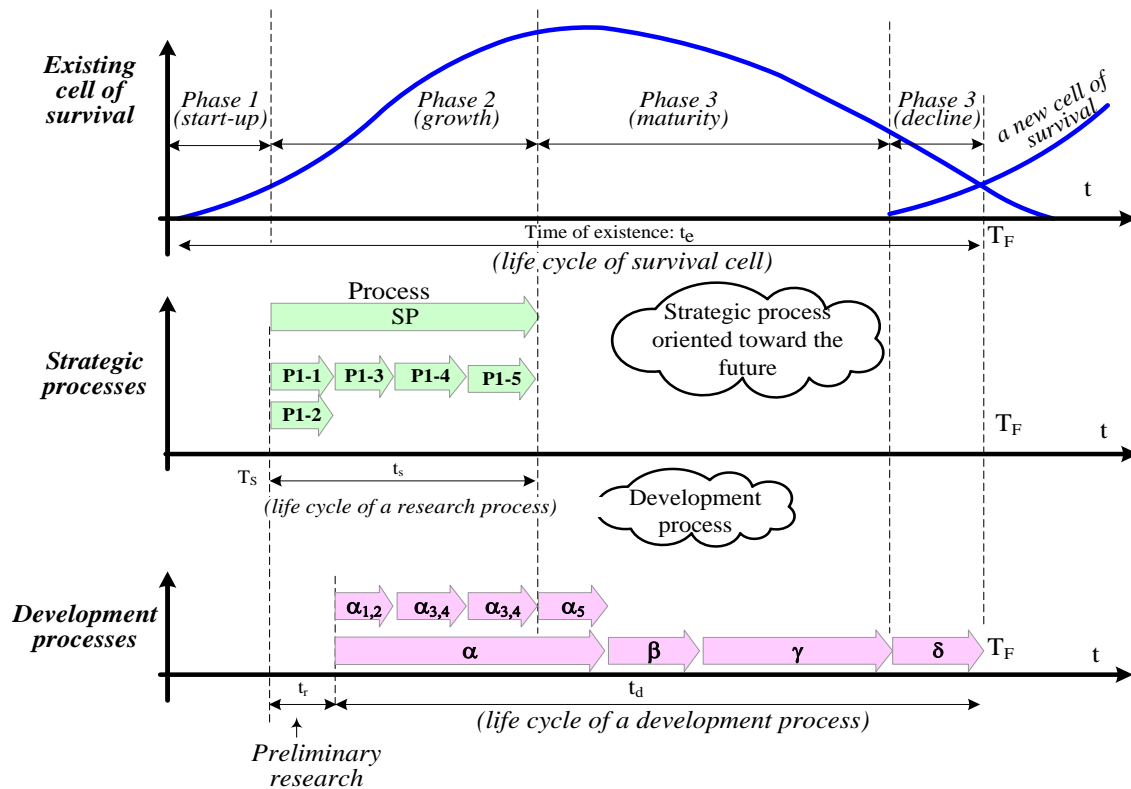 Existing
cell of
survival
Phase 1
(start-up)
Phase 2
(growth)
Phase 3
(maturity)
Phase 3
(decline)
a new cell of
survival
t
Time of existence: te
TF
(life cycle of survival cell)
Strategic
processes
Process
SP
P1-1
P1-3
P1-4
P1-5
P1-2
Strategic process
oriented toward the
future
TF
t
Ts
ts
(life cycle of a research process)
Development
process
Development
processes
α1,2
α3,4
α3,4
α5
α
β
γ
δ
TF
t
tr
td
(life cycle of a development process)
Preliminary
research